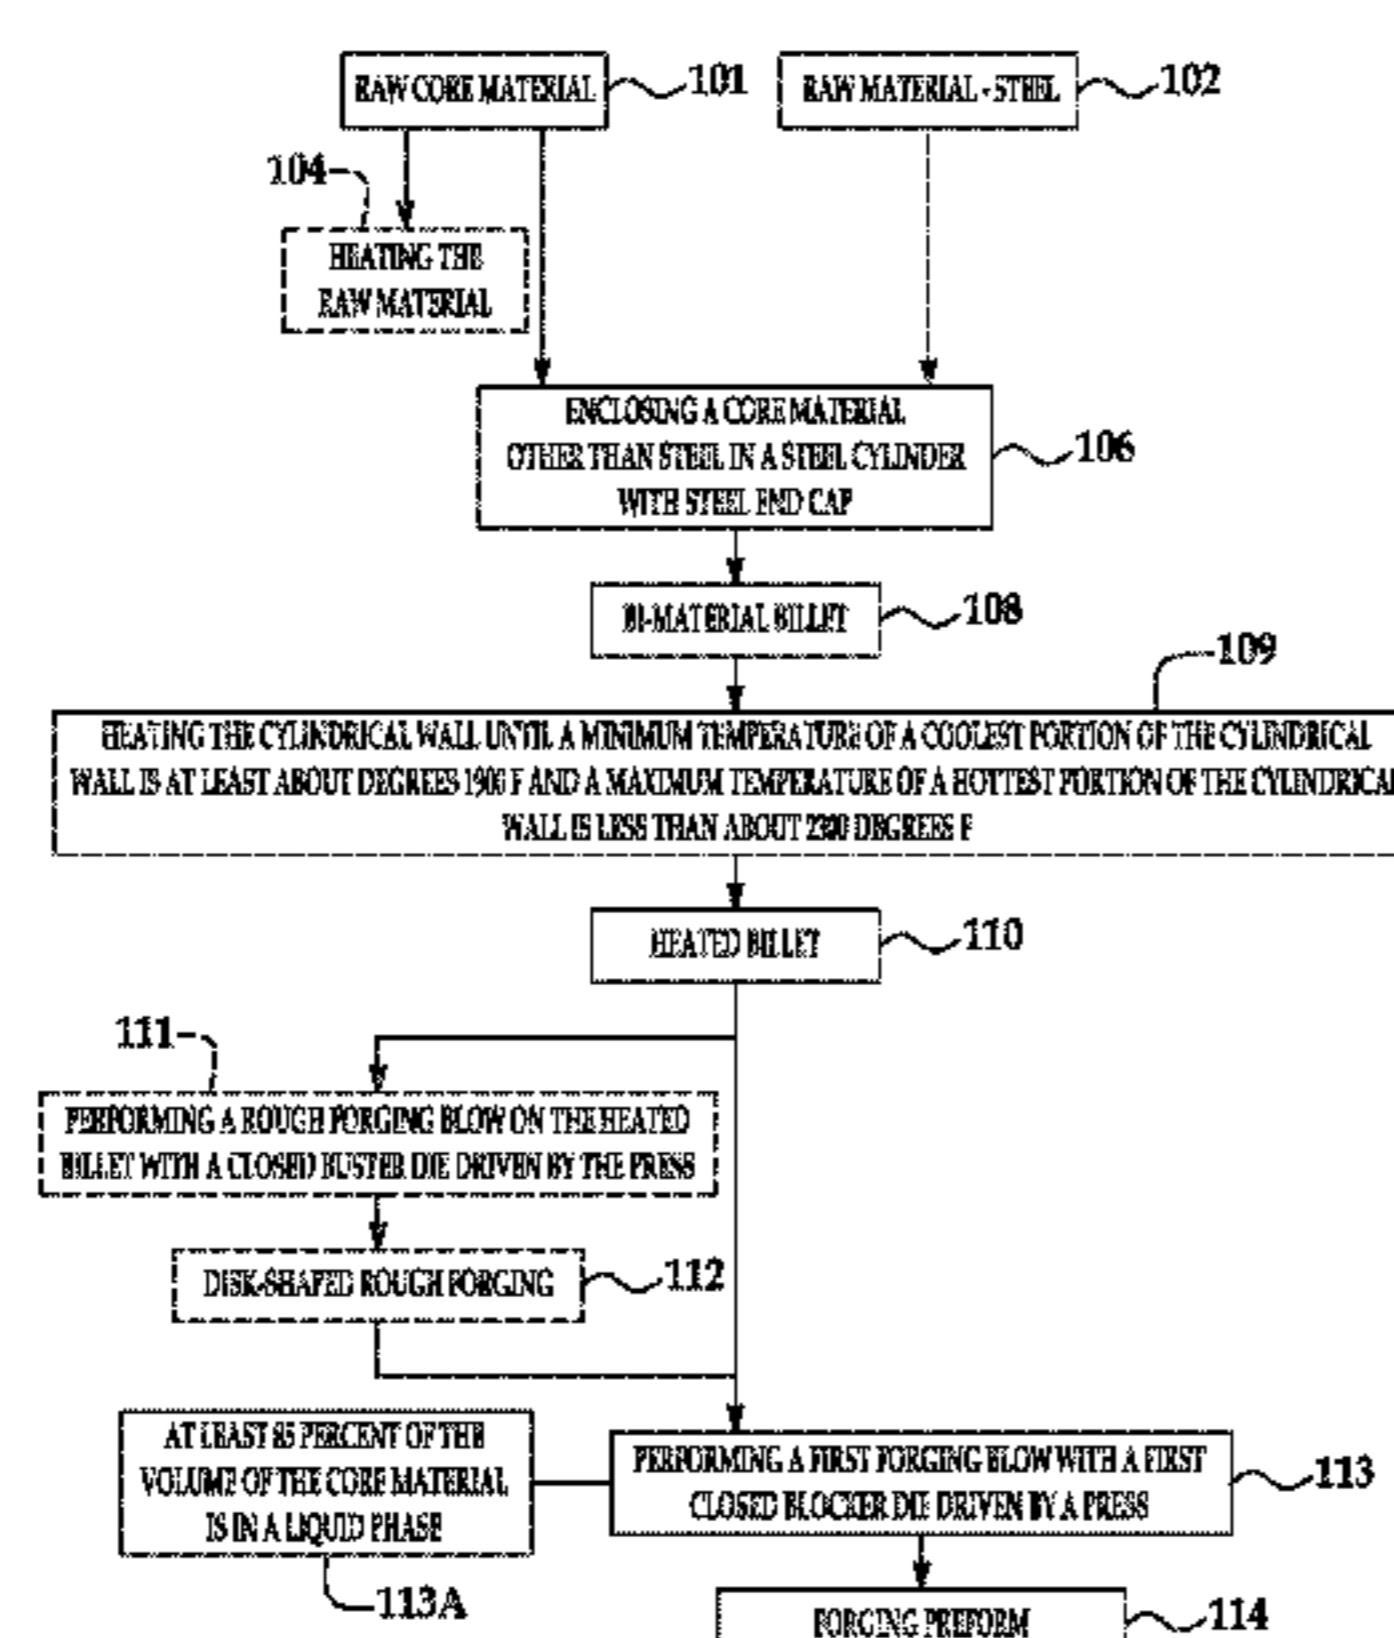 RAW CORE MATERIAL
101
RAW MATERIAL - STEEL
102
104
HEATING THE
RAW MATERIAL
ENCLOSING A CORE MATERIAL
OTHER THAN STEEL IN A STEEL CYLINDER
WITH STEEL END CAP
106
BI-MATERIAL BILLET
108
109
HEATING THE CYLINDRICAL WALL UNTIL A MINIMUM TEMPERATURE OF A COOLEST PORTION OF THE CYLINDRICAL
WALL IS AT LEAST ABOUT DEGREES 1900 F AND A MAXIMUM TEMPERATURE OF A HOTTEST PORTION OF THE CYLINDRICAL
WALL IS LESS THAN ABOUT 2300 DEGREES F
HEATED BILLET
110
111
PERFORMING A ROUGH FORGING BLOW ON THE HEATED
BILLET WITH A CLOSED BUSTER DIE DRIVEN BY THE PRESS
DISK-SHAPED ROUGH FORGING
112
AT LEAST 85 PERCENT OF THE
VOLUME OF THE CORE MATERIAL
IS IN A LIQUID PHASE
113A
PERFORMING A FIRST FORGING BLOW WITH A FIRST
CLOSED BLOCKER DIE DRIVEN BY A PRESS
113
FORGING PREFORM
114